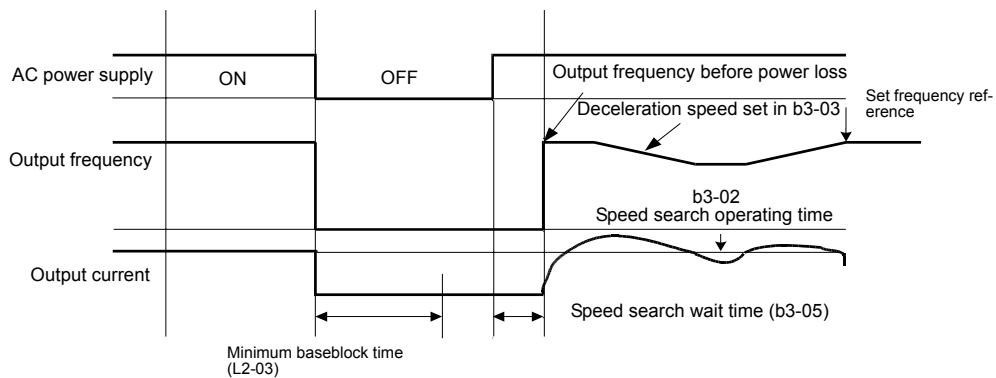 AC power supply
ON
OFF
Output frequency before power loss
Deceleration speed set in b3-03
Set frequency ref-
erence
Output frequency
b3-02
Speed search operating time
Output current
Speed search wait time (b3-05)
Minimum baseblock time
(L2-03)